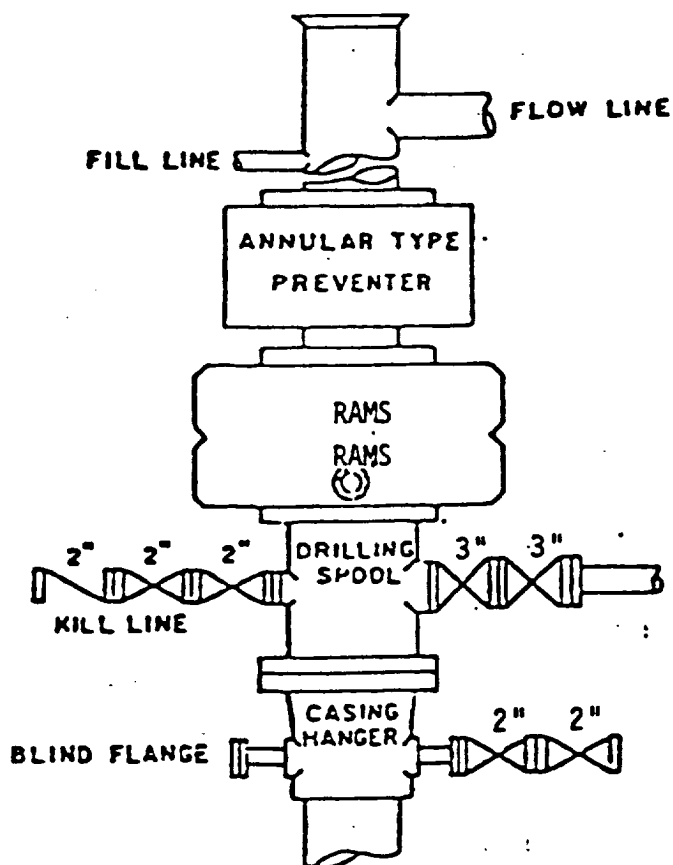 FLOW LINE
FILL LINE
ANNULAR TYPE
PREVENTER
RAMS
RAMS
2" 2" 2"
DRILLING
SPOOL
3" 3"
KILL LINE
CASING
HANGER
2" 2"
BLIND FLANGE